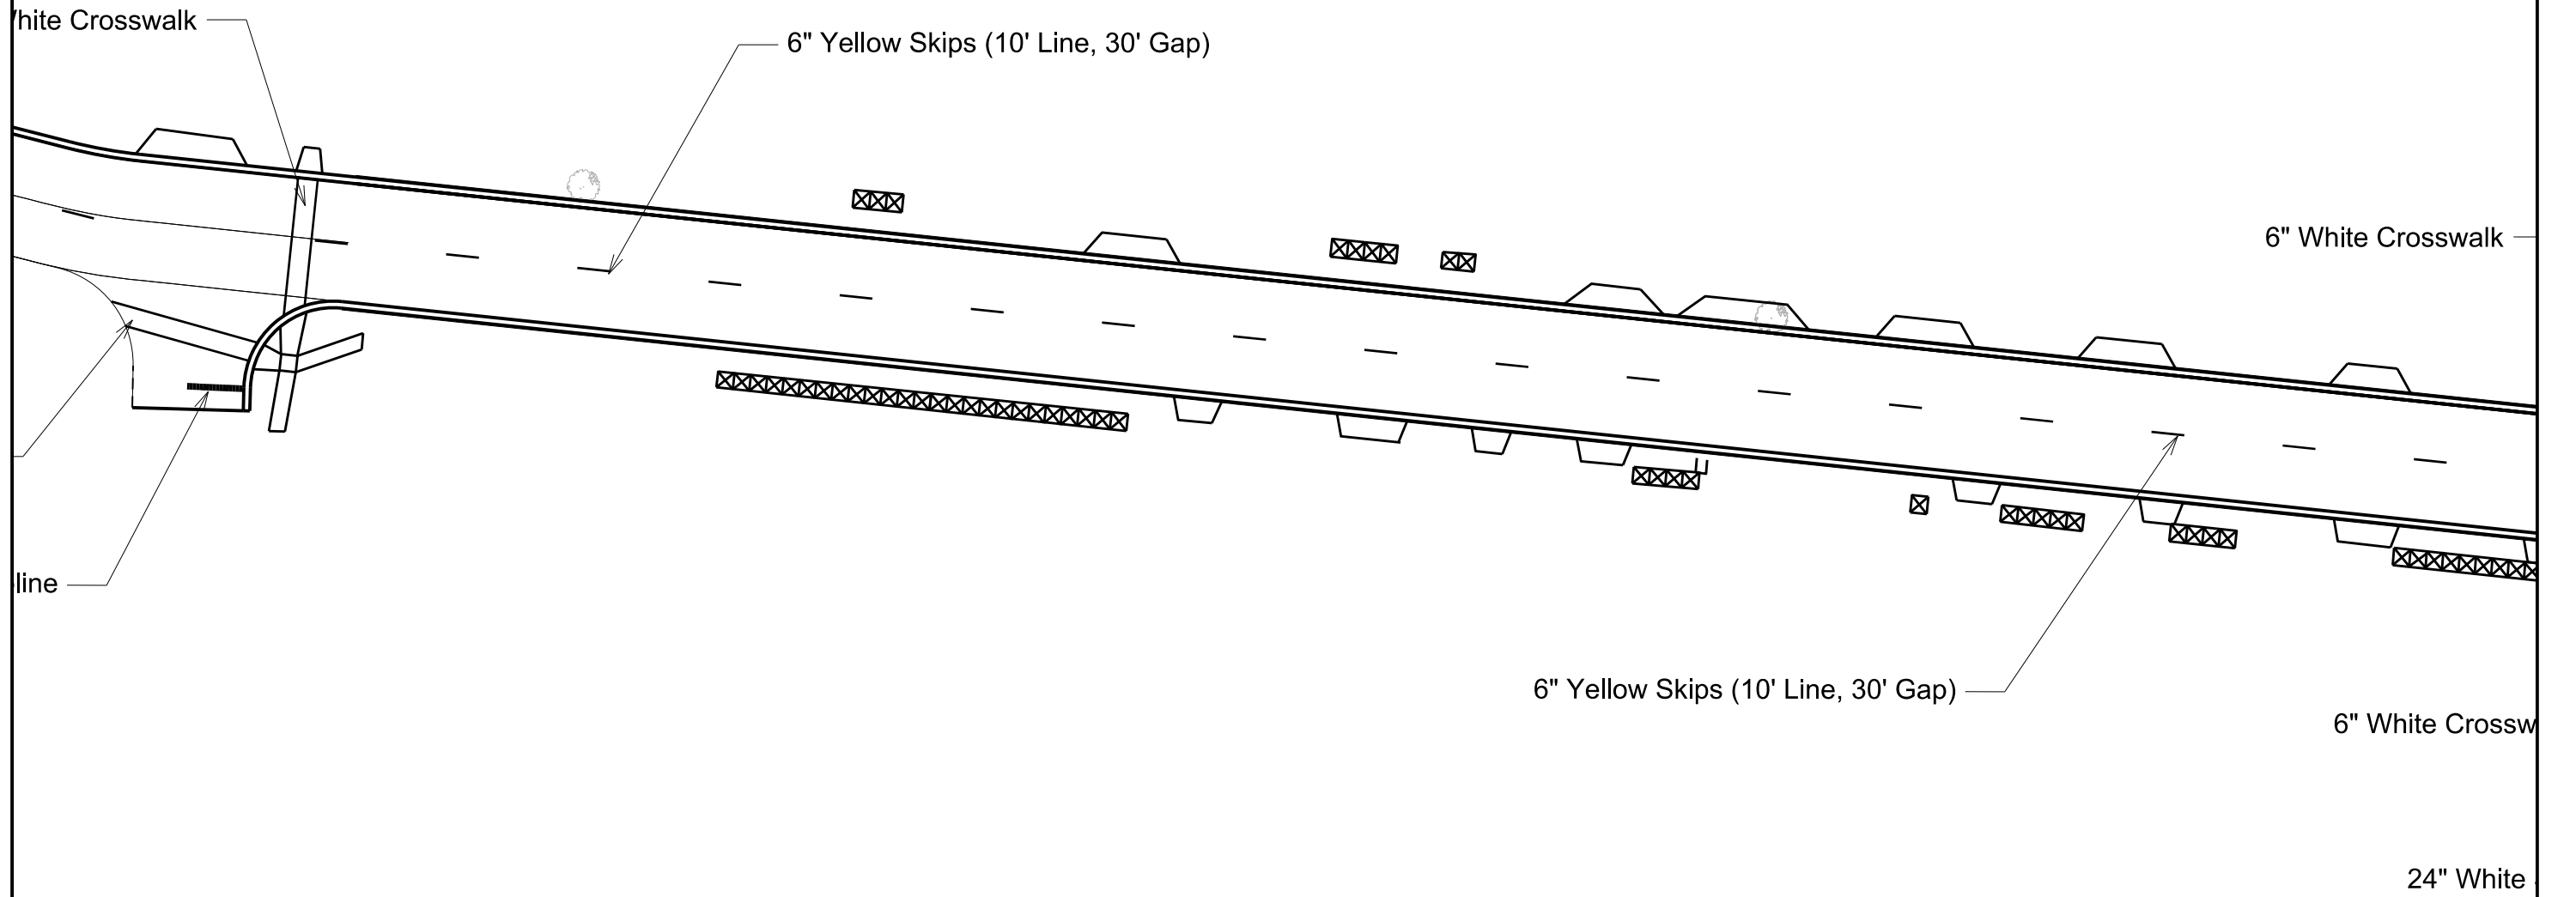 hite Crosswalk
6" Yellow Skips (10' Line, 30' Gap)
6" White Crosswalk
line
6" Yellow Skips (10' Line, 30' Gap)
6" White Crossw
24" White